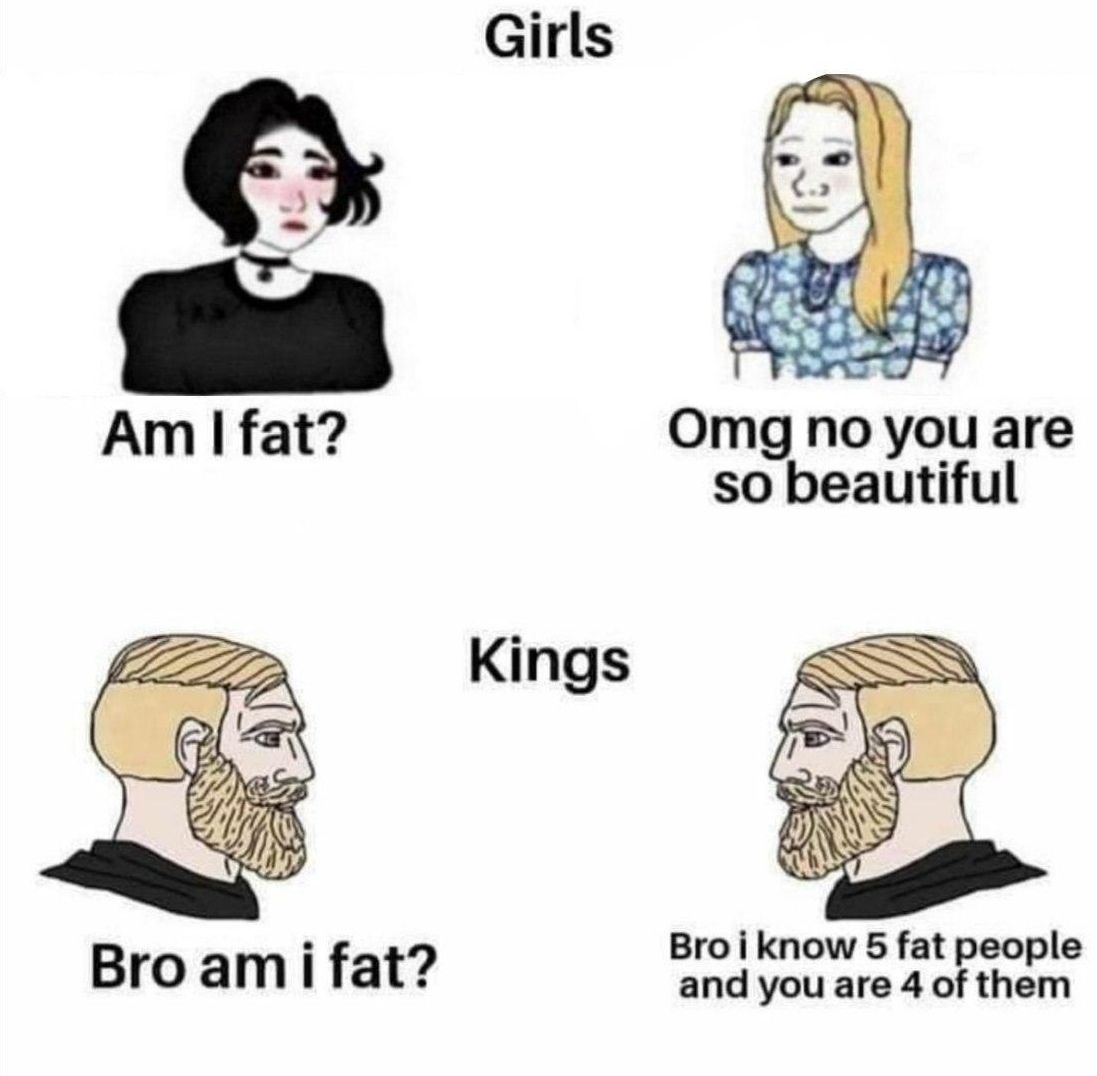 Girls
Am I fat?
Omg no you are
so beautiful
Kings
Bro am i fat?
Bro i know 5 fat people
and you are 4 of them